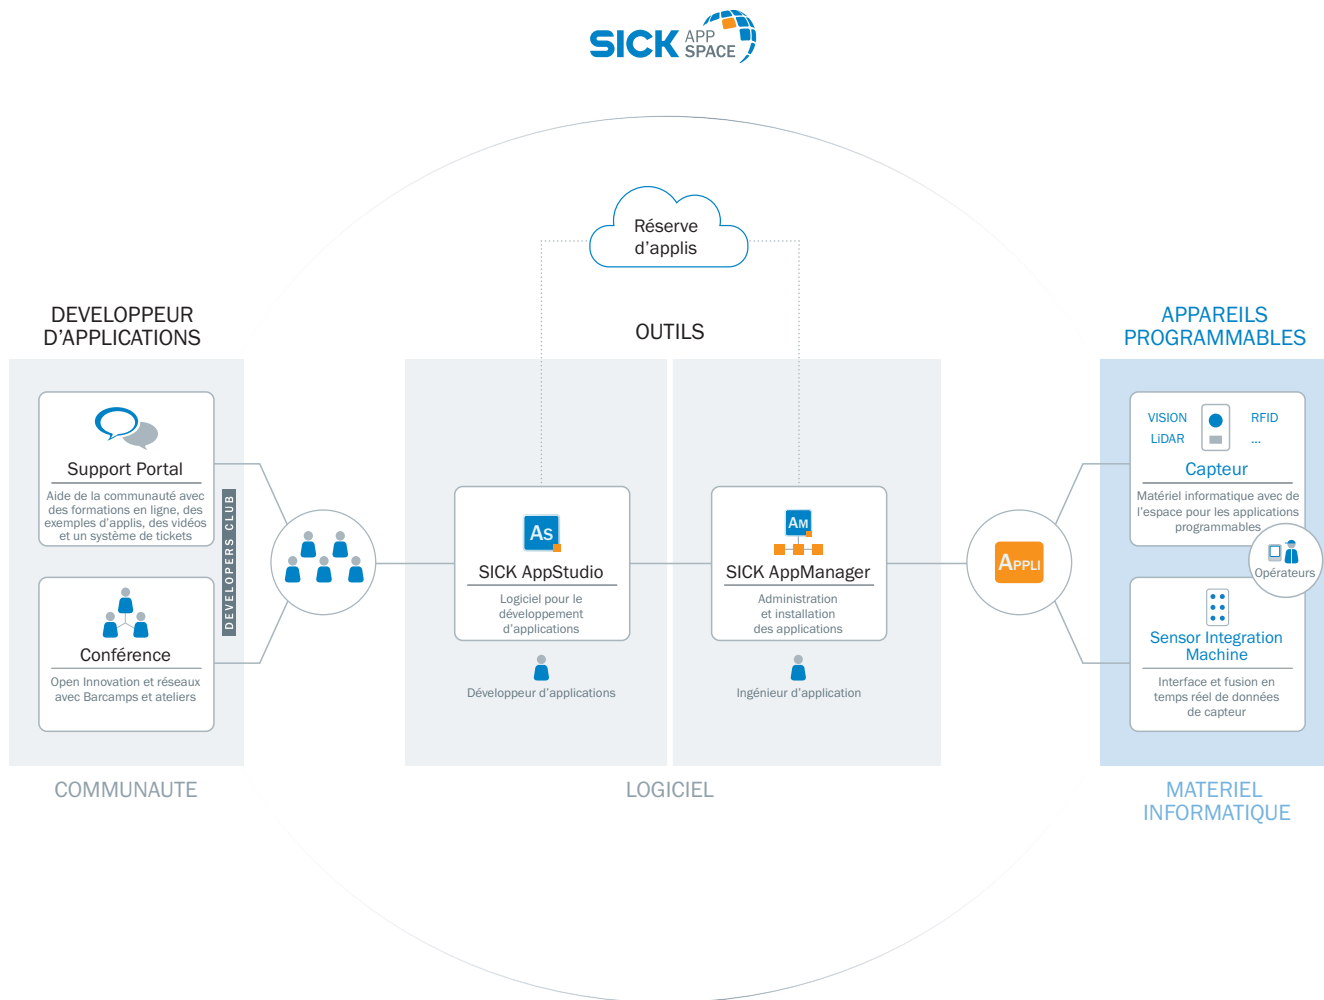 SICK APP SPACE
Réserve
d'applis
DEVELOPPEUR
D'APPLICATIONS
OUTILS
APPAREILS
PROGRAMMABLES
Support Portal
Aide de la communauté avec
des formations en ligne, des
exemples d'applis, des vidéos
et un système de tickets
Conférence
Open Innovation et réseaux
avec Barcamps et ateliers
DEVELOPERS CLUB
As
SICK AppStudio
Logiciel pour le
développement
d'applications
Développeur d'applications
AM
SICK AppManager
Administration
et installation
des applications
Ingénieur d'application
APPLI
VISION
RFID
LiDAR
...
Capteur
Matériel informatique avec de
l'espace pour les applications
programmables
Opérateurs
Sensor Integration
Machine
Interface et fusion en
temps réel de données
de capteur
COMMUNAUTE
LOGICIEL
MATERIEL
INFORMATIQUE